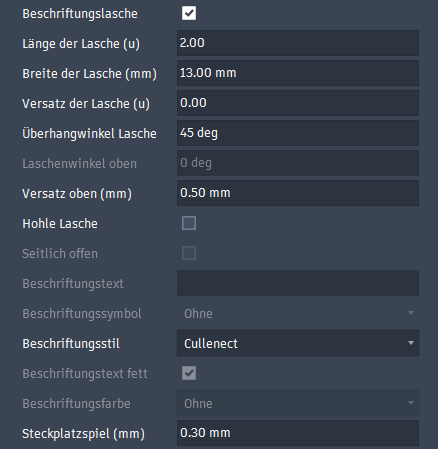 Beschriftungslasche
Länge der Lasche (u) 2.00
Breite der Lasche (mm) 13.00 mm
Versatz der Lasche (u) 0.00
Überhangwinkel Lasche 45 deg
Laschenwinkel oben 0 deg
Versatz oben (mm) 0.50 mm
Hohle Lasche
Seitlich offen
Beschriftungstext
Beschriftungssymbol Ohne
Beschriftungsstil Cullenect
Beschriftungstext fett
Beschriftungsfarbe Ohne
Steckplatzspiel (mm) 0.30 mm